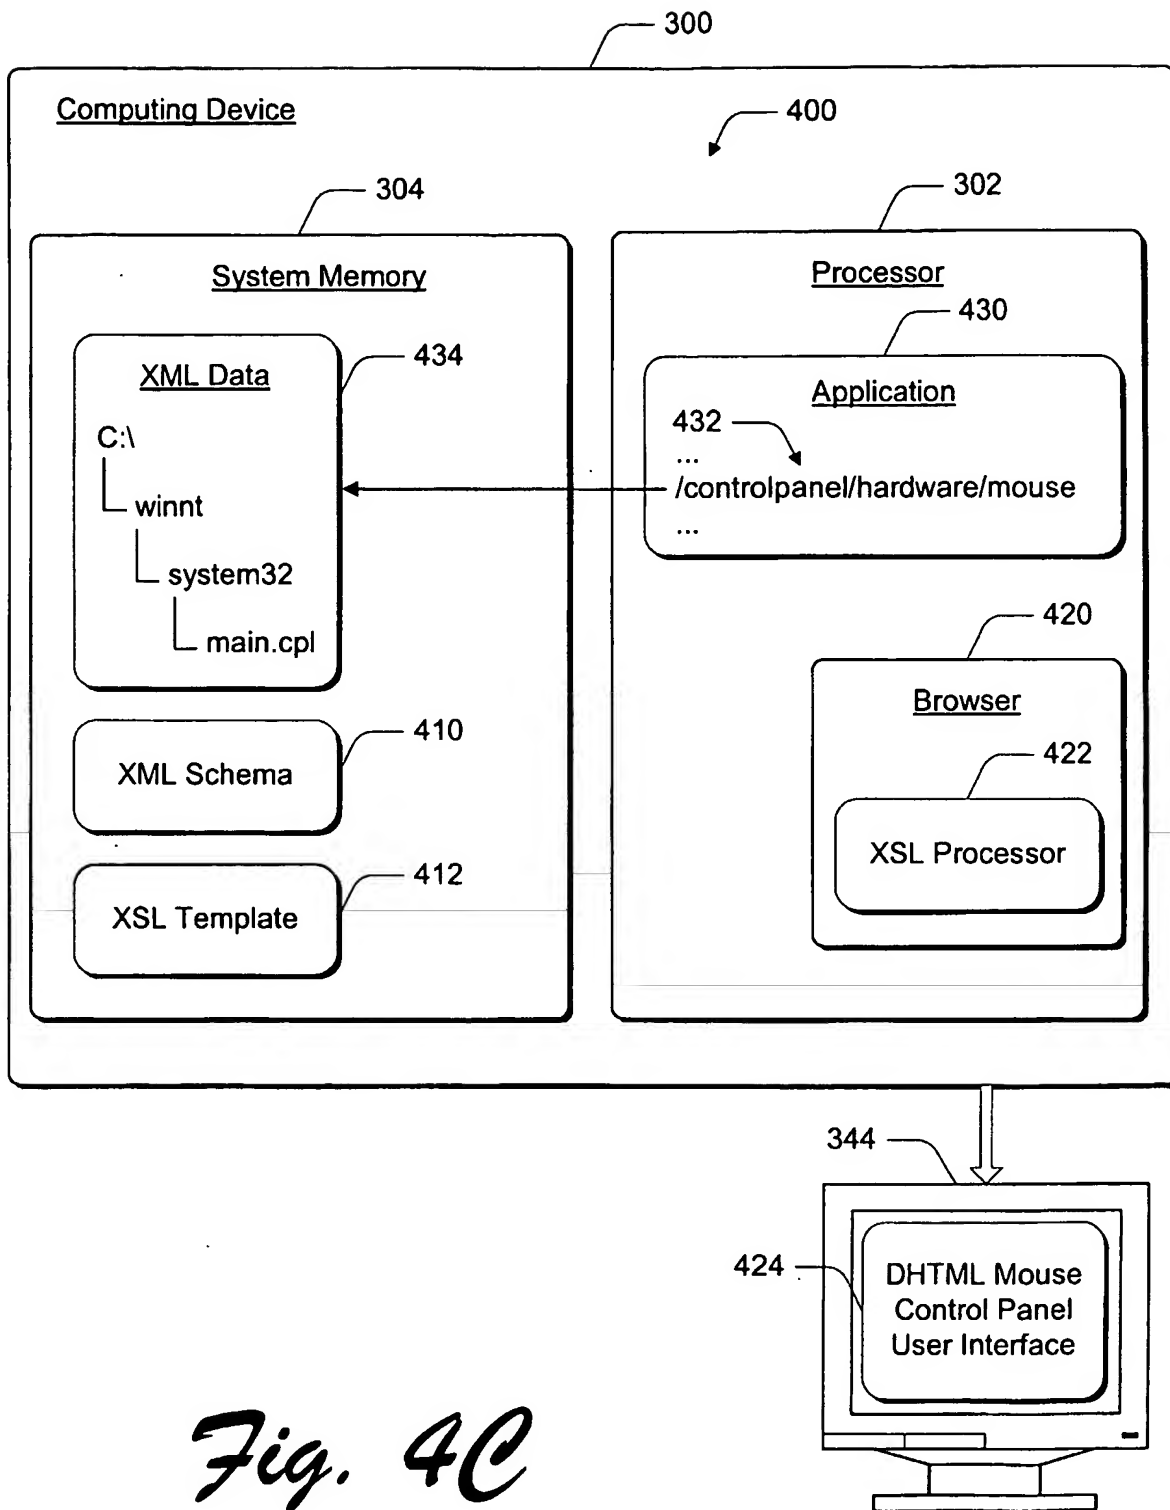 300
Computing Device
400
304
302
System Memory
Processor
430
434
XML Data
Application
432
C:\
...
/controlpanel/hardware/mouse
winnt
...
system32
main.cpl
420
Browser
410
XML Schema
422
XSL Processor
412
XSL Template
344
424
DHTML Mouse
Control Panel
User Interface
Fig. 4C